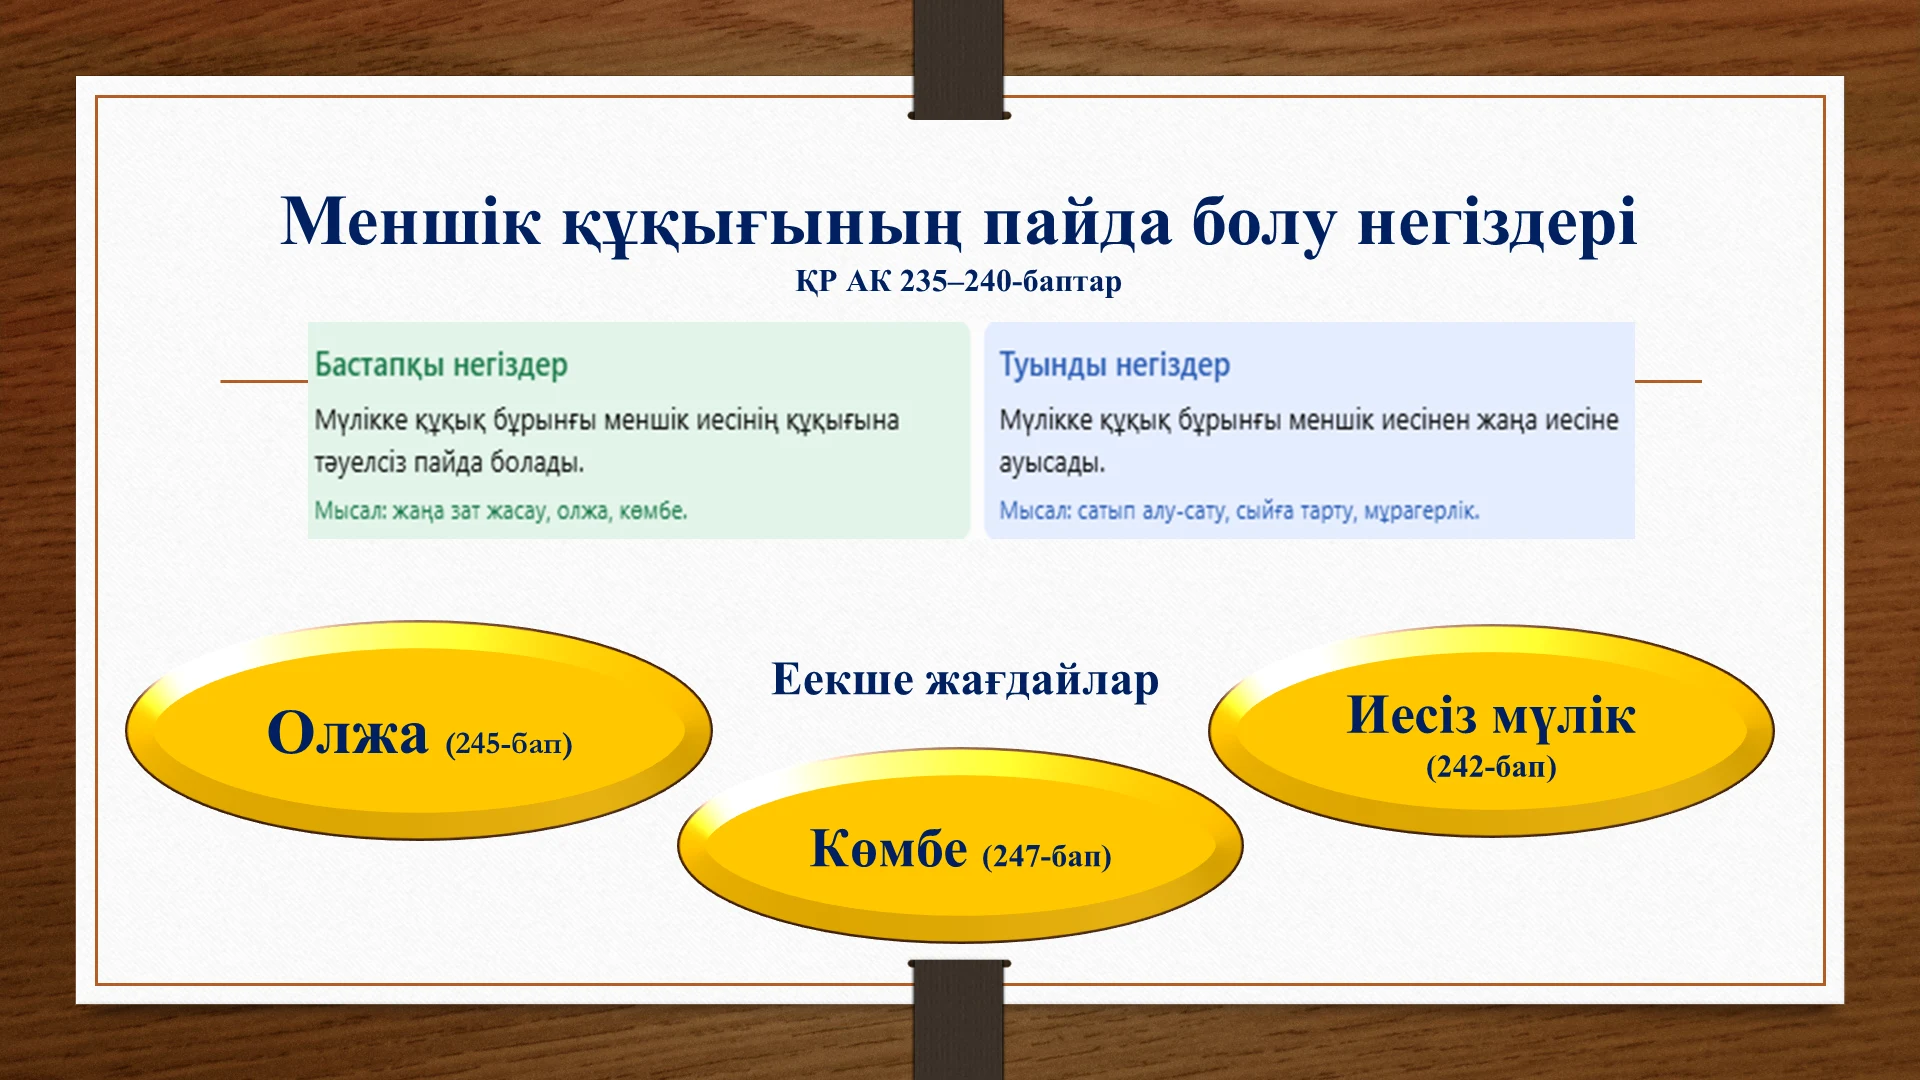 Меншік құқығының пайда болу негіздері
ҚР АК 235–240-баптар
Бастапқы негіздер
Мүлікке құқық бұрынғы меншік иесінің құқығына
тәуелсіз пайда болады.
Мысал: жаңа зат жасау, олжа, көмбе.
Туынды негіздер
Мүлікке құқық бұрынғы меншік иесінен жаңа иесіне
ауысады.
Мысал: сатып алу-сату, сыйға тарту, мұрагерлік.
Еекше жағдайлар
Олжа (245-бап)
Көмбе (247-бап)
Иесіз мүлік
(242-бап)